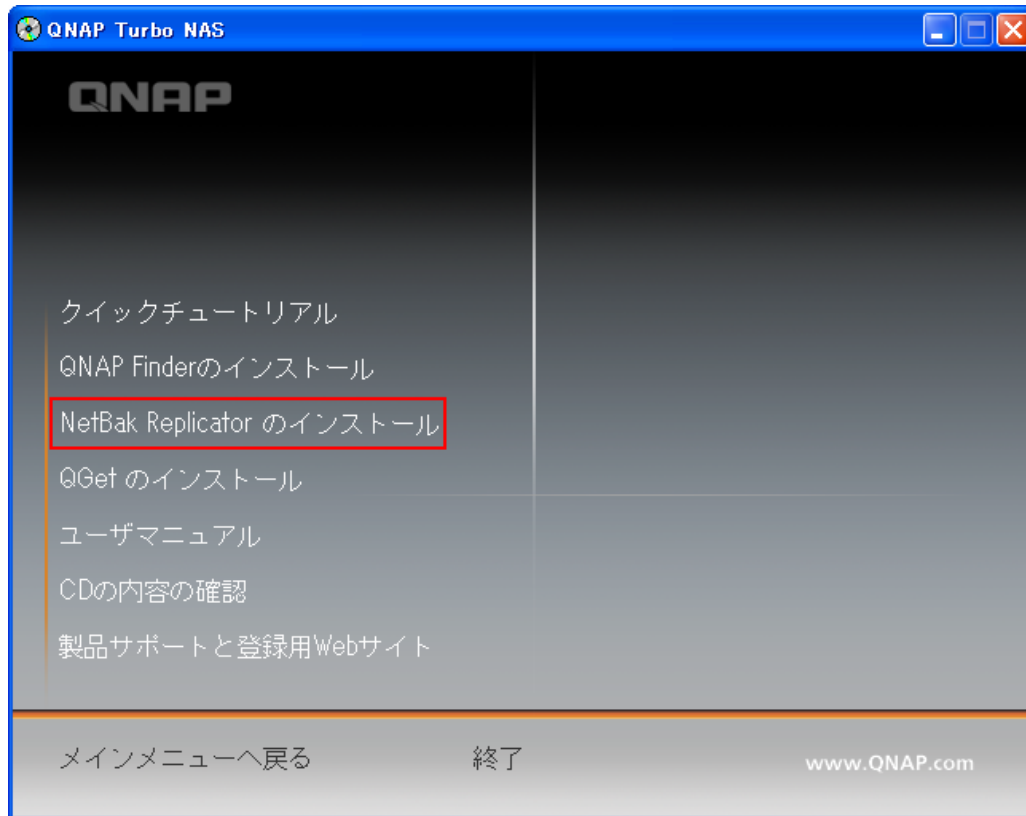 QNAP Turbo NAS
QNAP
クイックチュートリアル
QNAP Finderのインストール
NetBak Replicator のインストール
QGet のインストール
ユーザマニュアル
CDの内容の確認
製品サポートと登録用Webサイト
メインメニューへ戻る 終了 www.QNAP.com